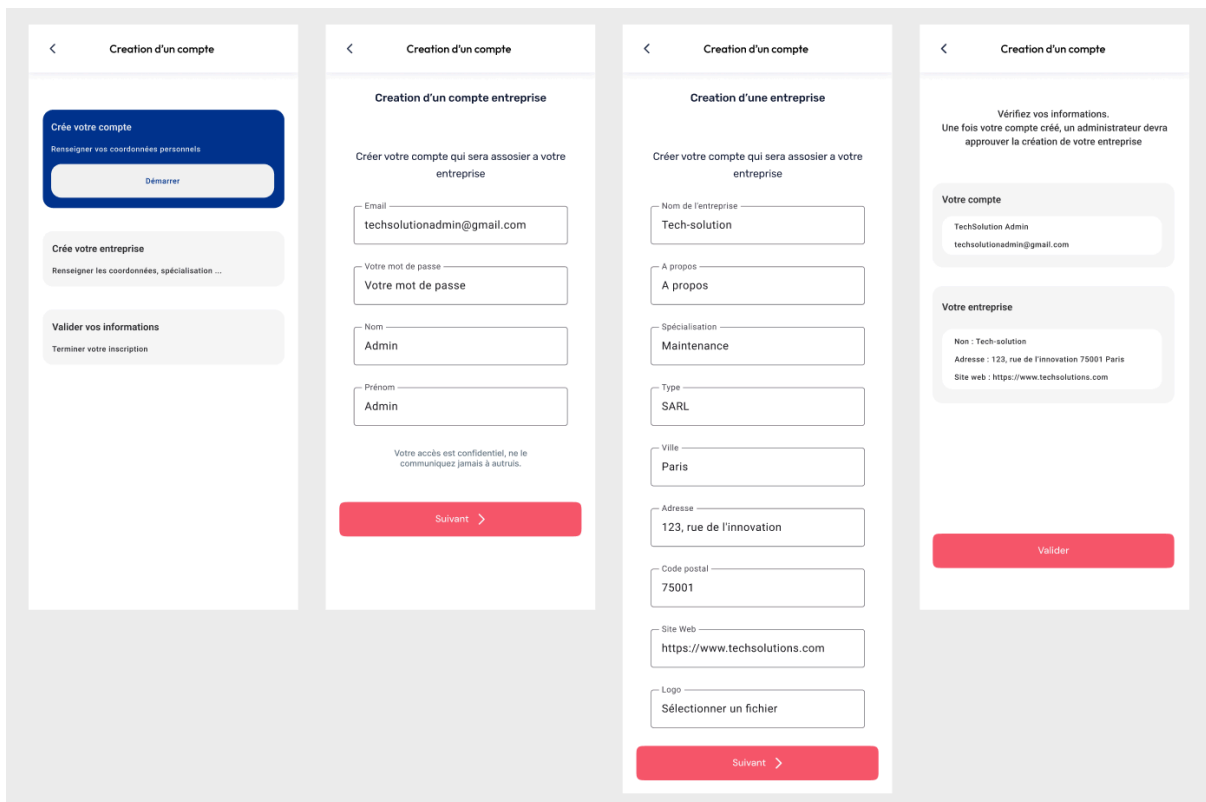 Creation d'un compte
Crée votre compte
Renseigner vos coordonnées personnels
Démarrer
Crée votre entreprise
Renseigner les coordonnées, spécialisation ...
Valider vos informations
Terminer votre inscription
Creation d'un compte
Creation d'un compte entreprise
Créer votre compte qui sera assosier a votre
entreprise
Email
techsolutionadmin@gmail.com
Votre mot de passe
Votre mot de passe
Nom
Admin
Prénom
Admin
Votre accès est confidentiel, ne le
communiquez jamais à autruis.
Suivant
Creation d'un compte
Creation d'une entreprise
Créer votre compte qui sera assosier a votre
entreprise
Nom de l'entreprise
Tech-solution
A propos
A propos
Spécialisation
Maintenance
Type
SARL
Ville
Paris
Adresse
123, rue de l'innovation
Code postal
75001
Site Web
https://www.techsolutions.com
Logo
Sélectionner un fichier
Suivant
Creation d'un compte
Vérifiez vos informations.
Une fois votre compte créé, un administrateur devra
approuver la création de votre entreprise
Votre compte
TechSolution Admin
techsolutionadmin@gmail.com
Votre entreprise
Non : Tech-solution
Adresse : 123, rue de l'innovation 75001 Paris
Site web : https://www.techsolutions.com
Valider